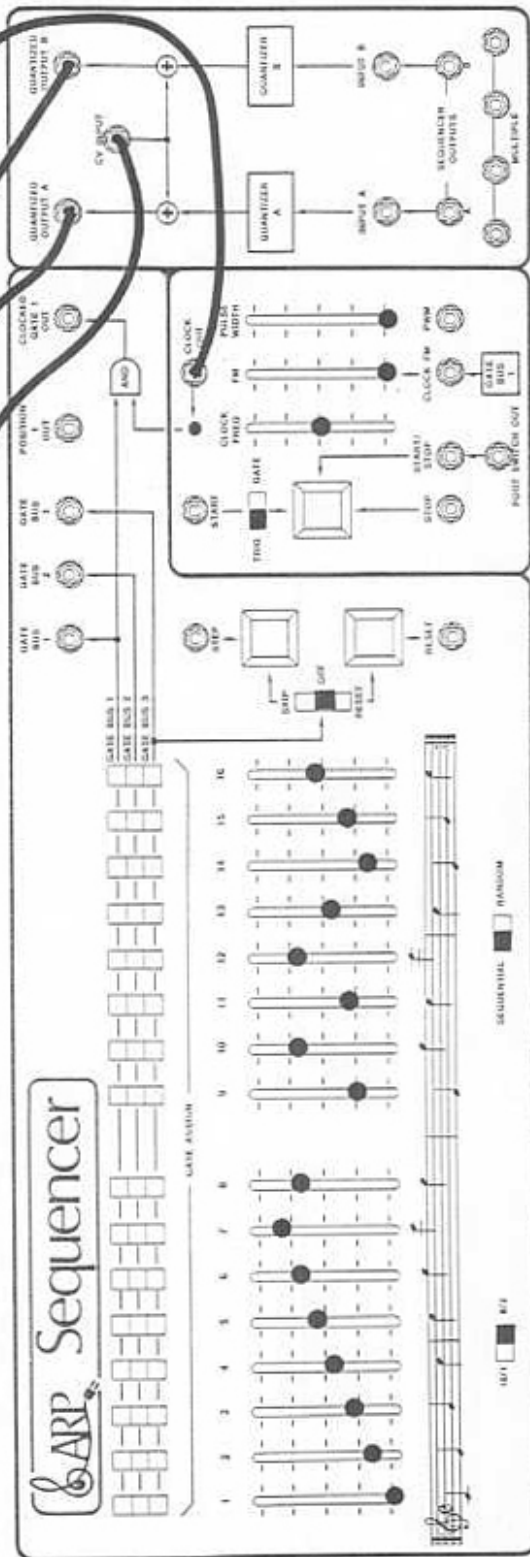 ARP Sequencer
GATE BUS 1
GATE BUS 2
GATE BUS 3
GATE ASSIGN
1 2 3 4 5 6 7 8 9 10 11 12 13 14 15 16
16/1 8/2
SEQUENTIAL RANDOM
GATE BUS 1
GATE BUS 2
GATE BUS 3
POSITION 1 OUT
CLOCKED GATE 1 OUT
AND
STEP
SKIP
OFF
RESET
RESET
START
TRIG GATE
STOP
START/STOP
FOOT SWITCH OUT
CLOCK FREQ
FM
PULSE WIDTH
CLOCK
CLOCK FM
PWM
GATE BUS 1
QUANTIZED OUTPUT A
QUANTIZED OUTPUT B
CV INPUT
QUANTIZER A
QUANTIZER B
INPUT A
INPUT B
A
SEQUENCER OUTPUTS
B
MULTIPLE